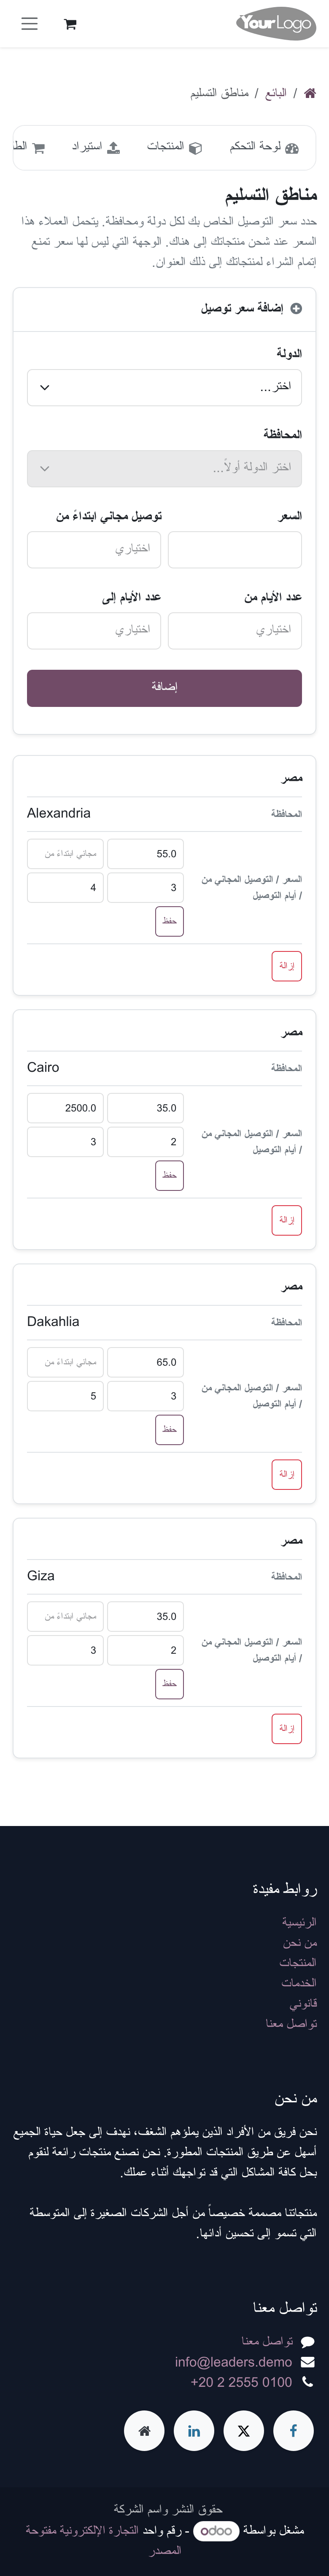 YourLogo
البائع / مناطق التسليم
لوحة التحكم
المنتجات
استيراد
مناطق التسليم
حدد سعر التوصيل الخاص بك لكل دولة ومحافظة. يتحمل العملاء هذا
السعر عند شحن منتجاتك إلى هناك. الوجهة التي ليس لها سعر تمنع
إتمام الشراء لمنتجاتك إلى ذلك العنوان.
إضافة سعر توصيل
الدولة
اختر...
المحافظة
اختر الدولة أولاً...
السعر
توصيل مجاني ابتداءً من
اختياري
عدد الأيام من
عدد الأيام إلى
اختياري
اختياري
إضافة
مصر
المحافظة
Alexandria
السعر / التوصيل المجاني من
/ أيام التوصيل
55.0
مجاني ابتداءً من
3
4
حفظ
إزالة
مصر
المحافظة
Cairo
السعر / التوصيل المجاني من
/ أيام التوصيل
35.0
2500.0
2
3
حفظ
إزالة
مصر
المحافظة
Dakahlia
السعر / التوصيل المجاني من
/ أيام التوصيل
65.0
مجاني ابتداءً من
3
5
حفظ
إزالة
مصر
المحافظة
Giza
السعر / التوصيل المجاني من
/ أيام التوصيل
35.0
مجاني ابتداءً من
2
3
حفظ
إزالة
روابط مفيدة
الرئيسية
من نحن
المنتجات
الخدمات
قانوني
تواصل معنا
من نحن
نحن فريق من الأفراد الذين يملؤهم الشغف، نهدف إلى جعل حياة الجميع
أسهل عن طريق المنتجات المطورة. نحن نصنع منتجات رائعة لنقوم
بحل كافة المشاكل التي قد تواجهك أثناء عملك.
منتجاتنا مصممة خصيصاً من أجل الشركات الصغيرة إلى المتوسطة
التي تسمو إلى تحسين أدائها.
تواصل معنا
تواصل معنا
info@leaders.demo
+20 2 2555 0100
حقوق النشر واسم الشركة
مشغل بواسطة odoo - رقم واحد التجارة الإلكترونية مفتوحة
المصدر